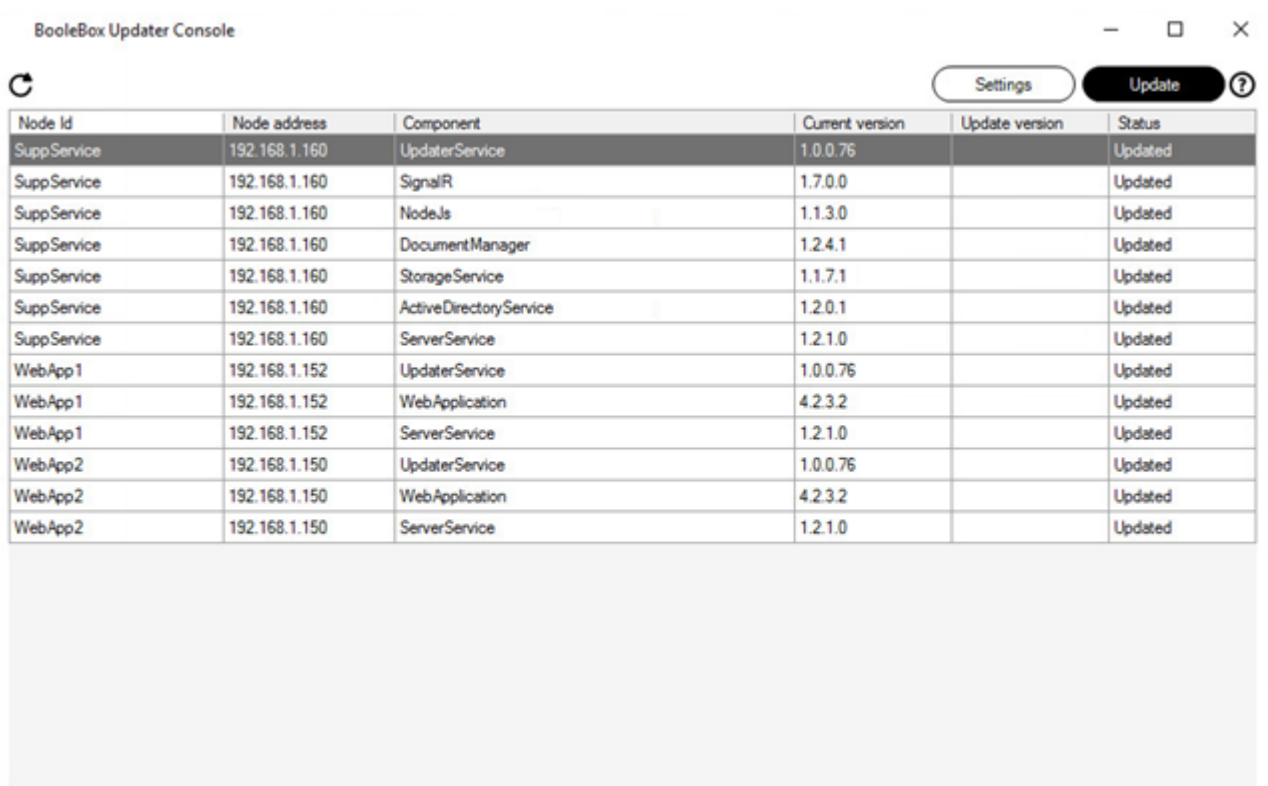 BooleBox Updater Console
Settings Update ?
Node Id Node address Component Current version Update version Status
SuppService 192.168.1.160 UpdaterService 1.0.0.76 Updated
SuppService 192.168.1.160 SignalR 1.7.0.0 Updated
SuppService 192.168.1.160 NodeJs 1.1.3.0 Updated
SuppService 192.168.1.160 DocumentManager 1.2.4.1 Updated
SuppService 192.168.1.160 StorageService 1.1.7.1 Updated
SuppService 192.168.1.160 ActiveDirectoryService 1.2.0.1 Updated
SuppService 192.168.1.160 ServerService 1.2.1.0 Updated
WebApp1 192.168.1.152 UpdaterService 1.0.0.76 Updated
WebApp1 192.168.1.152 WebApplication 4.2.3.2 Updated
WebApp1 192.168.1.152 ServerService 1.2.1.0 Updated
WebApp2 192.168.1.150 UpdaterService 1.0.0.76 Updated
WebApp2 192.168.1.150 WebApplication 4.2.3.2 Updated
WebApp2 192.168.1.150 ServerService 1.2.1.0 Updated